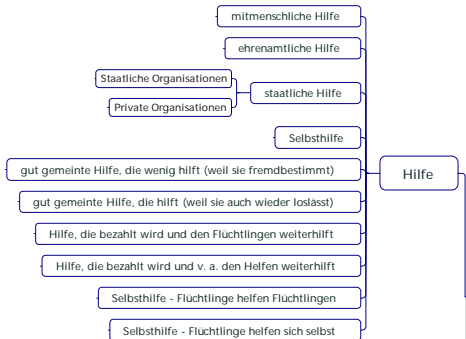 mitmenschliche Hilfe
ehrenamtliche Hilfe
Staatliche Organisationen
staatliche Hilfe
Private Organisationen
Selbsthilfe
gut gemeinte Hilfe, die wenig hilft (weil sie fremdbestimmt)
Hilfe
gut gemeinte Hilfe, die hilft (weil sie auch wieder loslässt)
Hilfe, die bezahlt wird und den Flüchtlingen weiterhilft
Hilfe, die bezahlt wird und v. a. den Helfen weiterhilft
Selbsthilfe - Flüchtlinge helfen Flüchtlingen
Selbsthilfe - Flüchtlinge helfen sich selbst